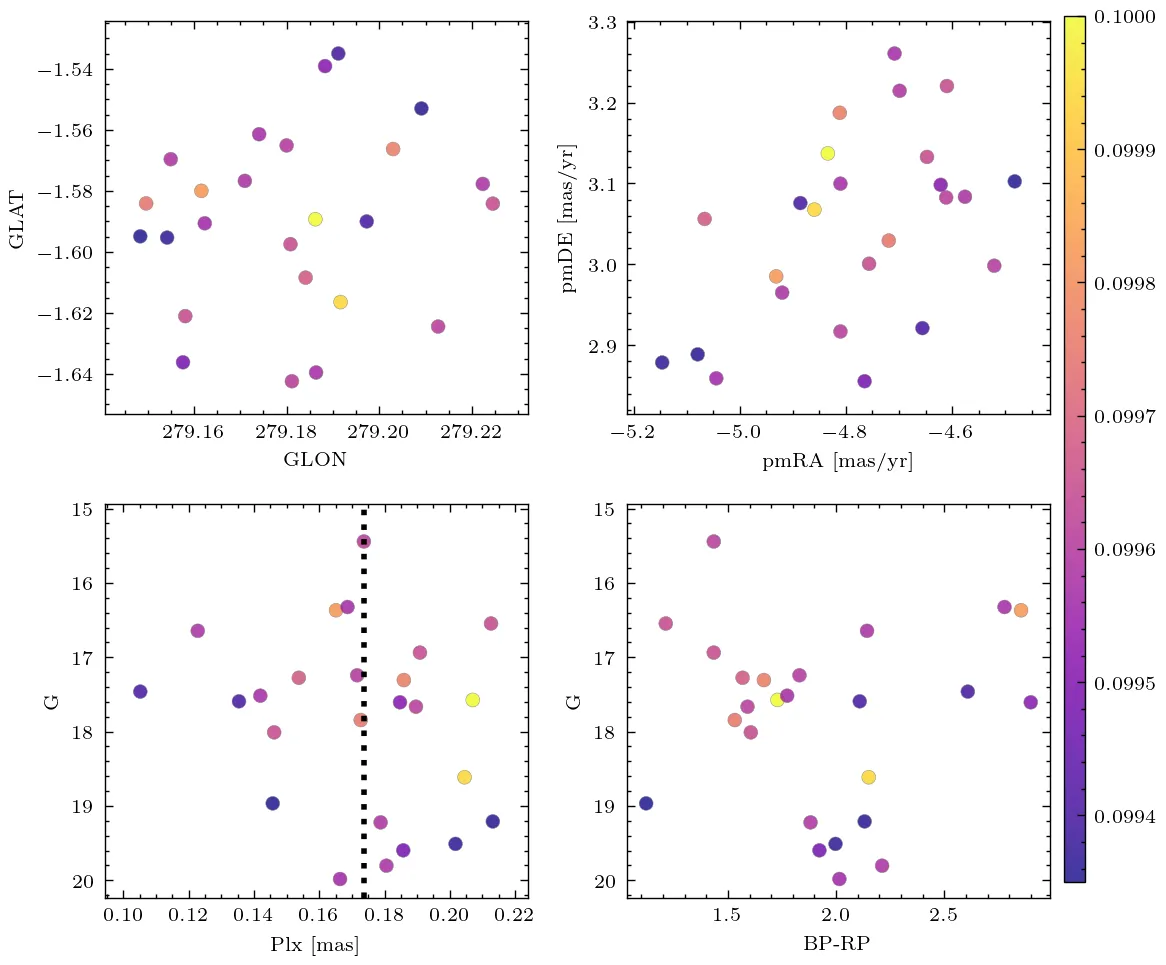 −1.54
−1.56
−1.58
−1.60
−1.62
−1.64
GLAT
279.16 279.18 279.20 279.22
GLON
3.3
3.2
3.1
3.0
2.9
pmDE [mas/yr]
−5.2 −5.0 −4.8 −4.6
pmRA [mas/yr]
0.1000
0.0999
0.0998
0.0997
0.0996
0.0995
0.0994
15
16
17
18
19
20
G
0.10 0.12 0.14 0.16 0.18 0.20 0.22
Plx [mas]
15
16
17
18
19
20
G
1.5 2.0 2.5
BP-RP